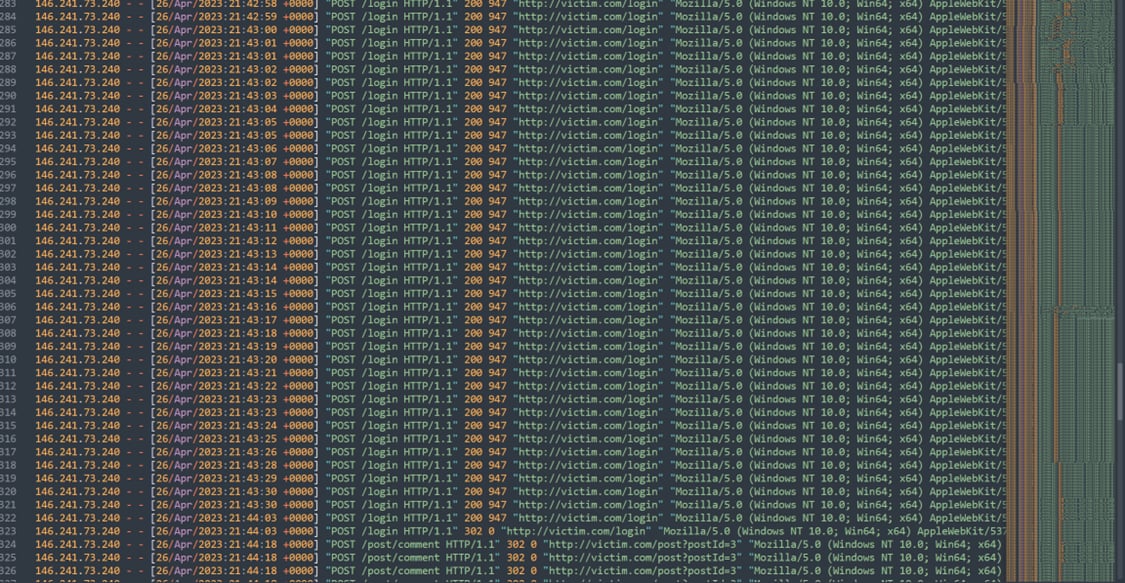 283 146.241.73.240 - - [26/Apr/2023:21:42:58 +0000] "POST /login HTTP/1.1" 200 947 "http://victim.com/login" "Mozilla/5.0 (Windows NT 10.0; Win64; x64) AppleWebKit/5
284 146.241.73.240 - - [26/Apr/2023:21:42:59 +0000] "POST /login HTTP/1.1" 200 947 "http://victim.com/login" "Mozilla/5.0 (Windows NT 10.0; Win64; x64) AppleWebKit/5
285 146.241.73.240 - - [26/Apr/2023:21:43:00 +0000] "POST /login HTTP/1.1" 200 947 "http://victim.com/login" "Mozilla/5.0 (Windows NT 10.0; Win64; x64) AppleWebKit/5
286 146.241.73.240 - - [26/Apr/2023:21:43:01 +0000] "POST /login HTTP/1.1" 200 947 "http://victim.com/login" "Mozilla/5.0 (Windows NT 10.0; Win64; x64) AppleWebKit/5
287 146.241.73.240 - - [26/Apr/2023:21:43:01 +0000] "POST /login HTTP/1.1" 200 947 "http://victim.com/login" "Mozilla/5.0 (Windows NT 10.0; Win64; x64) AppleWebKit/5
288 146.241.73.240 - - [26/Apr/2023:21:43:02 +0000] "POST /login HTTP/1.1" 200 947 "http://victim.com/login" "Mozilla/5.0 (Windows NT 10.0; Win64; x64) AppleWebKit/5
289 146.241.73.240 - - [26/Apr/2023:21:43:02 +0000] "POST /login HTTP/1.1" 200 947 "http://victim.com/login" "Mozilla/5.0 (Windows NT 10.0; Win64; x64) AppleWebKit/5
290 146.241.73.240 - - [26/Apr/2023:21:43:03 +0000] "POST /login HTTP/1.1" 200 947 "http://victim.com/login" "Mozilla/5.0 (Windows NT 10.0; Win64; x64) AppleWebKit/5
291 146.241.73.240 - - [26/Apr/2023:21:43:04 +0000] "POST /login HTTP/1.1" 200 947 "http://victim.com/login" "Mozilla/5.0 (Windows NT 10.0; Win64; x64) AppleWebKit/5
292 146.241.73.240 - - [26/Apr/2023:21:43:05 +0000] "POST /login HTTP/1.1" 200 947 "http://victim.com/login" "Mozilla/5.0 (Windows NT 10.0; Win64; x64) AppleWebKit/5
293 146.241.73.240 - - [26/Apr/2023:21:43:05 +0000] "POST /login HTTP/1.1" 200 947 "http://victim.com/login" "Mozilla/5.0 (Windows NT 10.0; Win64; x64) AppleWebKit/5
294 146.241.73.240 - - [26/Apr/2023:21:43:06 +0000] "POST /login HTTP/1.1" 200 947 "http://victim.com/login" "Mozilla/5.0 (Windows NT 10.0; Win64; x64) AppleWebKit/5
295 146.241.73.240 - - [26/Apr/2023:21:43:07 +0000] "POST /login HTTP/1.1" 200 947 "http://victim.com/login" "Mozilla/5.0 (Windows NT 10.0; Win64; x64) AppleWebKit/5
296 146.241.73.240 - - [26/Apr/2023:21:43:08 +0000] "POST /login HTTP/1.1" 200 947 "http://victim.com/login" "Mozilla/5.0 (Windows NT 10.0; Win64; x64) AppleWebKit/5
297 146.241.73.240 - - [26/Apr/2023:21:43:08 +0000] "POST /login HTTP/1.1" 200 947 "http://victim.com/login" "Mozilla/5.0 (Windows NT 10.0; Win64; x64) AppleWebKit/5
298 146.241.73.240 - - [26/Apr/2023:21:43:09 +0000] "POST /login HTTP/1.1" 200 947 "http://victim.com/login" "Mozilla/5.0 (Windows NT 10.0; Win64; x64) AppleWebKit/5
299 146.241.73.240 - - [26/Apr/2023:21:43:10 +0000] "POST /login HTTP/1.1" 200 947 "http://victim.com/login" "Mozilla/5.0 (Windows NT 10.0; Win64; x64) AppleWebKit/5
300 146.241.73.240 - - [26/Apr/2023:21:43:11 +0000] "POST /login HTTP/1.1" 200 947 "http://victim.com/login" "Mozilla/5.0 (Windows NT 10.0; Win64; x64) AppleWebKit/5
301 146.241.73.240 - - [26/Apr/2023:21:43:12 +0000] "POST /login HTTP/1.1" 200 947 "http://victim.com/login" "Mozilla/5.0 (Windows NT 10.0; Win64; x64) AppleWebKit/5
302 146.241.73.240 - - [26/Apr/2023:21:43:13 +0000] "POST /login HTTP/1.1" 200 947 "http://victim.com/login" "Mozilla/5.0 (Windows NT 10.0; Win64; x64) AppleWebKit/5
303 146.241.73.240 - - [26/Apr/2023:21:43:14 +0000] "POST /login HTTP/1.1" 200 947 "http://victim.com/login" "Mozilla/5.0 (Windows NT 10.0; Win64; x64) AppleWebKit/5
304 146.241.73.240 - - [26/Apr/2023:21:43:14 +0000] "POST /login HTTP/1.1" 200 947 "http://victim.com/login" "Mozilla/5.0 (Windows NT 10.0; Win64; x64) AppleWebKit/5
305 146.241.73.240 - - [26/Apr/2023:21:43:15 +0000] "POST /login HTTP/1.1" 200 947 "http://victim.com/login" "Mozilla/5.0 (Windows NT 10.0; Win64; x64) AppleWebKit/5
306 146.241.73.240 - - [26/Apr/2023:21:43:16 +0000] "POST /login HTTP/1.1" 200 947 "http://victim.com/login" "Mozilla/5.0 (Windows NT 10.0; Win64; x64) AppleWebKit/5
307 146.241.73.240 - - [26/Apr/2023:21:43:17 +0000] "POST /login HTTP/1.1" 200 947 "http://victim.com/login" "Mozilla/5.0 (Windows NT 10.0; Win64; x64) AppleWebKit/5
308 146.241.73.240 - - [26/Apr/2023:21:43:18 +0000] "POST /login HTTP/1.1" 200 947 "http://victim.com/login" "Mozilla/5.0 (Windows NT 10.0; Win64; x64) AppleWebKit/5
309 146.241.73.240 - - [26/Apr/2023:21:43:19 +0000] "POST /login HTTP/1.1" 200 947 "http://victim.com/login" "Mozilla/5.0 (Windows NT 10.0; Win64; x64) AppleWebKit/5
310 146.241.73.240 - - [26/Apr/2023:21:43:20 +0000] "POST /login HTTP/1.1" 200 947 "http://victim.com/login" "Mozilla/5.0 (Windows NT 10.0; Win64; x64) AppleWebKit/5
311 146.241.73.240 - - [26/Apr/2023:21:43:21 +0000] "POST /login HTTP/1.1" 200 947 "http://victim.com/login" "Mozilla/5.0 (Windows NT 10.0; Win64; x64) AppleWebKit/5
312 146.241.73.240 - - [26/Apr/2023:21:43:22 +0000] "POST /login HTTP/1.1" 200 947 "http://victim.com/login" "Mozilla/5.0 (Windows NT 10.0; Win64; x64) AppleWebKit/5
313 146.241.73.240 - - [26/Apr/2023:21:43:23 +0000] "POST /login HTTP/1.1" 200 947 "http://victim.com/login" "Mozilla/5.0 (Windows NT 10.0; Win64; x64) AppleWebKit/5
314 146.241.73.240 - - [26/Apr/2023:21:43:23 +0000] "POST /login HTTP/1.1" 200 947 "http://victim.com/login" "Mozilla/5.0 (Windows NT 10.0; Win64; x64) AppleWebKit/5
315 146.241.73.240 - - [26/Apr/2023:21:43:24 +0000] "POST /login HTTP/1.1" 200 947 "http://victim.com/login" "Mozilla/5.0 (Windows NT 10.0; Win64; x64) AppleWebKit/5
316 146.241.73.240 - - [26/Apr/2023:21:43:25 +0000] "POST /login HTTP/1.1" 200 947 "http://victim.com/login" "Mozilla/5.0 (Windows NT 10.0; Win64; x64) AppleWebKit/5
317 146.241.73.240 - - [26/Apr/2023:21:43:26 +0000] "POST /login HTTP/1.1" 200 947 "http://victim.com/login" "Mozilla/5.0 (Windows NT 10.0; Win64; x64) AppleWebKit/5
318 146.241.73.240 - - [26/Apr/2023:21:43:28 +0000] "POST /login HTTP/1.1" 200 947 "http://victim.com/login" "Mozilla/5.0 (Windows NT 10.0; Win64; x64) AppleWebKit/5
319 146.241.73.240 - - [26/Apr/2023:21:43:29 +0000] "POST /login HTTP/1.1" 200 947 "http://victim.com/login" "Mozilla/5.0 (Windows NT 10.0; Win64; x64) AppleWebKit/5
320 146.241.73.240 - - [26/Apr/2023:21:43:30 +0000] "POST /login HTTP/1.1" 200 947 "http://victim.com/login" "Mozilla/5.0 (Windows NT 10.0; Win64; x64) AppleWebKit/5
321 146.241.73.240 - - [26/Apr/2023:21:43:30 +0000] "POST /login HTTP/1.1" 200 947 "http://victim.com/login" "Mozilla/5.0 (Windows NT 10.0; Win64; x64) AppleWebKit/5
322 146.241.73.240 - - [26/Apr/2023:21:44:03 +0000] "POST /login HTTP/1.1" 200 947 "http://victim.com/login" "Mozilla/5.0 (Windows NT 10.0; Win64; x64) AppleWebKit/5
323 146.241.73.240 - - [26/Apr/2023:21:44:03 +0000] "POST /login HTTP/1.1" 302 0 "http://victim.com/login" "Mozilla/5.0 (Windows NT 10.0; Win64; x64) AppleWebKit/537
324 146.241.73.240 - - [26/Apr/2023:21:44:18 +0000] "POST /post/comment HTTP/1.1" 302 0 "http://victim.com/post?postId=3" "Mozilla/5.0 (Windows NT 10.0; Win64; x64)
325 146.241.73.240 - - [26/Apr/2023:21:44:18 +0000] "POST /post/comment HTTP/1.1" 302 0 "http://victim.com/post?postId=3" "Mozilla/5.0 (Windows NT 10.0; Win64; x64)
326 146.241.73.240 - - [26/Apr/2023:21:44:18 +0000] "POST /post/comment HTTP/1.1" 302 0 "http://victim.com/post?postId=3" "Mozilla/5.0 (Windows NT 10.0; Win64; x64)